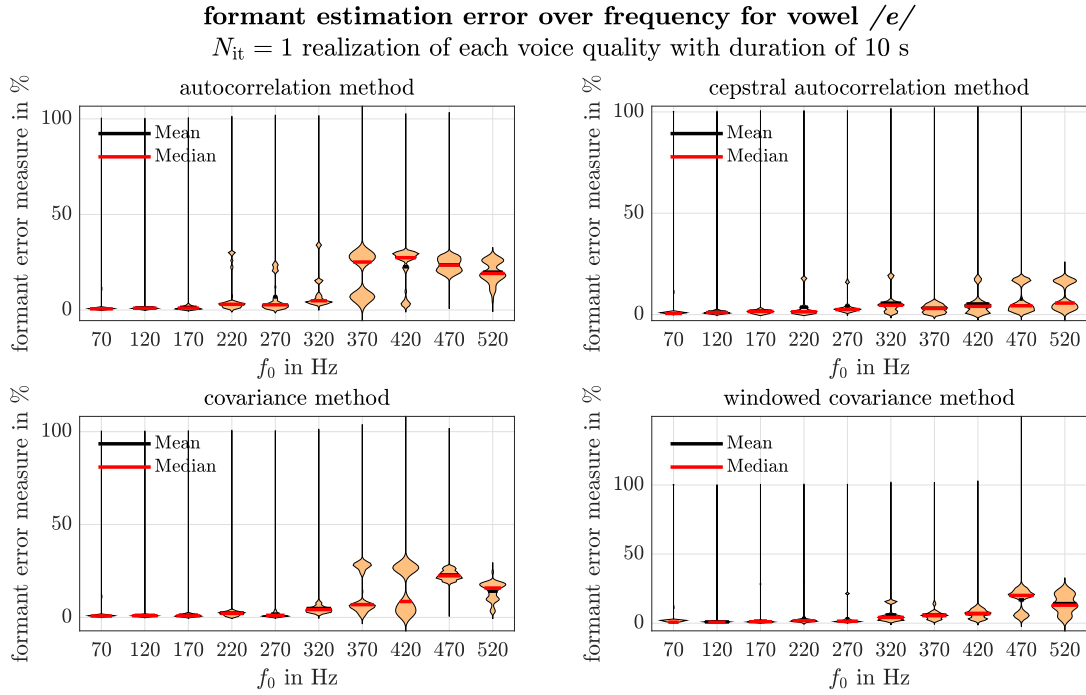 formant estimation error over frequency for vowel /e/
N_it = 1 realization of each voice quality with duration of 10 s
autocorrelation method
formant error measure in %
100
50
0
Mean
Median
70 120 170 220 270 320 370 420 470 520
f_0 in Hz
cepstral autocorrelation method
formant error measure in %
100
50
0
Mean
Median
70 120 170 220 270 320 370 420 470 520
f_0 in Hz
covariance method
formant error measure in %
100
50
0
Mean
Median
70 120 170 220 270 320 370 420 470 520
f_0 in Hz
windowed covariance method
formant error measure in %
100
50
0
Mean
Median
70 120 170 220 270 320 370 420 470 520
f_0 in Hz